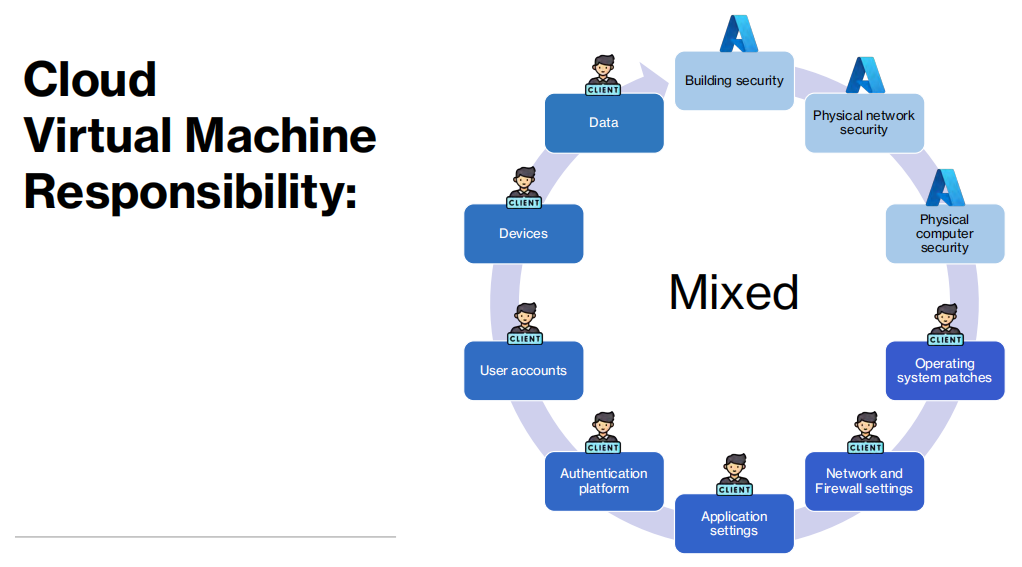 Cloud
Virtual Machine
Responsibility:
Mixed
Building security
Physical network
security
Physical
computer
security
CLIENT
Operating
system patches
CLIENT
Network and
Firewall settings
CLIENT
Application
settings
CLIENT
Authentication
platform
CLIENT
User accounts
CLIENT
Devices
CLIENT
Data